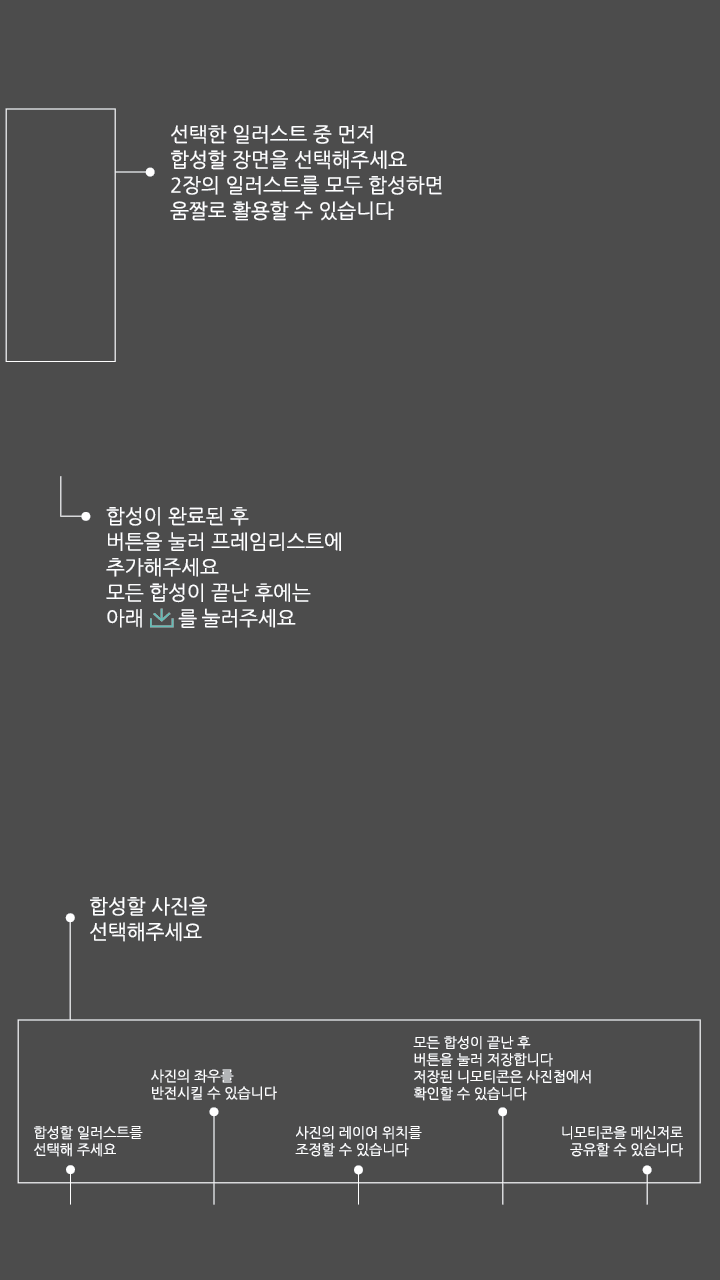 선택한 일러스트 중 먼저
합성할 장면을 선택해주세요
2장의 일러스트를 모두 합성하면
움짤로 활용할 수 있습니다
합성이 완료된 후
버튼을 눌러 프레임리스트에
추가해주세요
모든 합성이 끝난 후에는
아래 를 눌러주세요
합성할 사진을
선택해주세요
합성할 일러스트를
선택해 주세요
사진의 좌우를
반전시킬 수 있습니다
사진의 레이어 위치를
조정할 수 있습니다
모든 합성이 끝난 후
버튼을 눌러 저장합니다
저장된 니모티콘은 사진첩에서
확인할 수 있습니다
니모티콘을 메신저로
공유할 수 있습니다